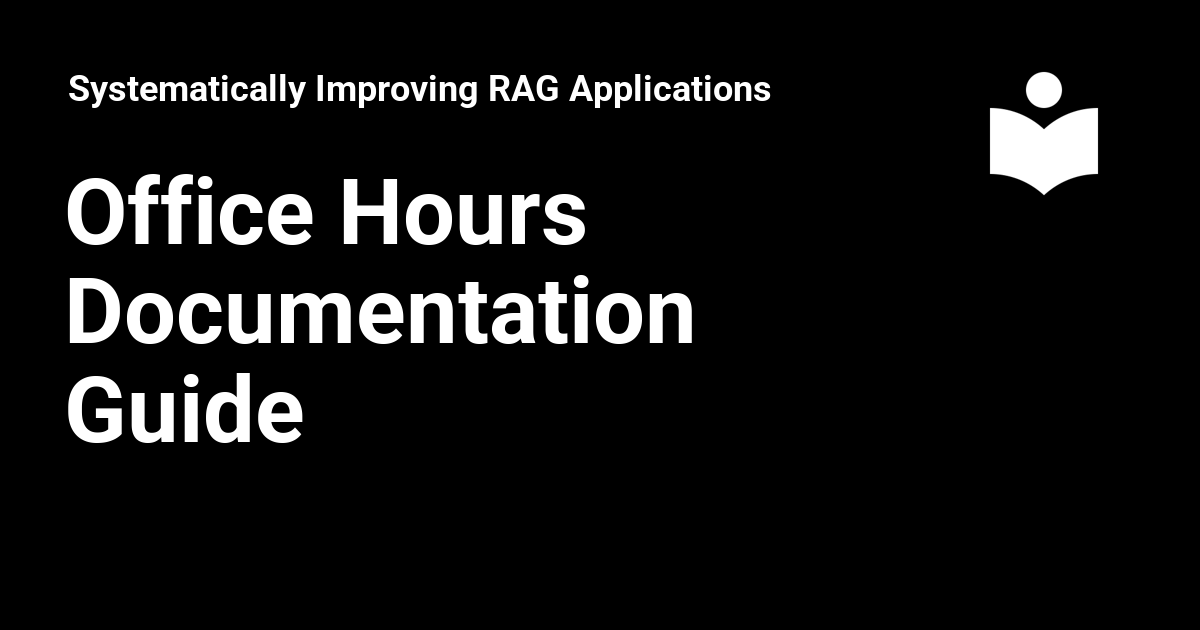 Systematically Improving RAG Applications
Office Hours
Documentation
Guide